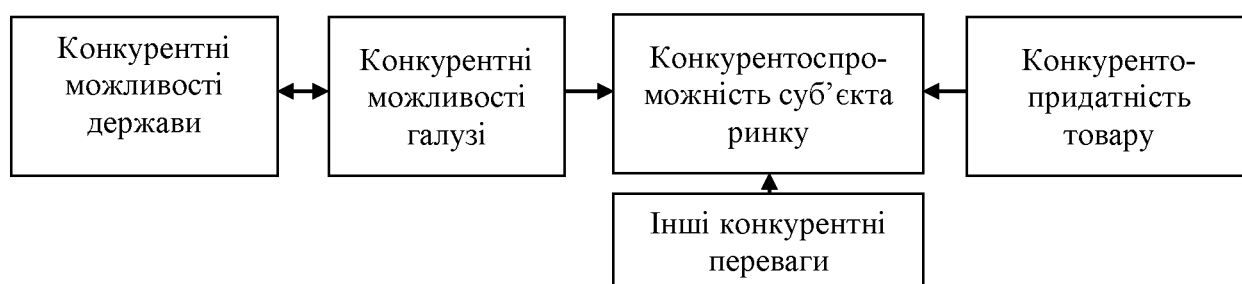 Конкурентні
можливості
держави
Конкурентні
можливості
галузі
Конкурентоспро-
можність суб’єкта
ринку
Конкуренто-
придатність
товару
Інші конкурентні
переваги